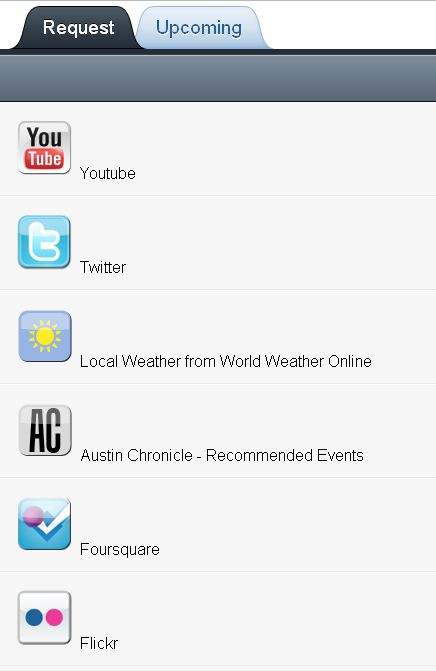 Request Upcoming
You
Tube
Youtube
t
Twitter
Local Weather from World Weather Online
AC
Austin Chronicle - Recommended Events
Foursquare
Flickr